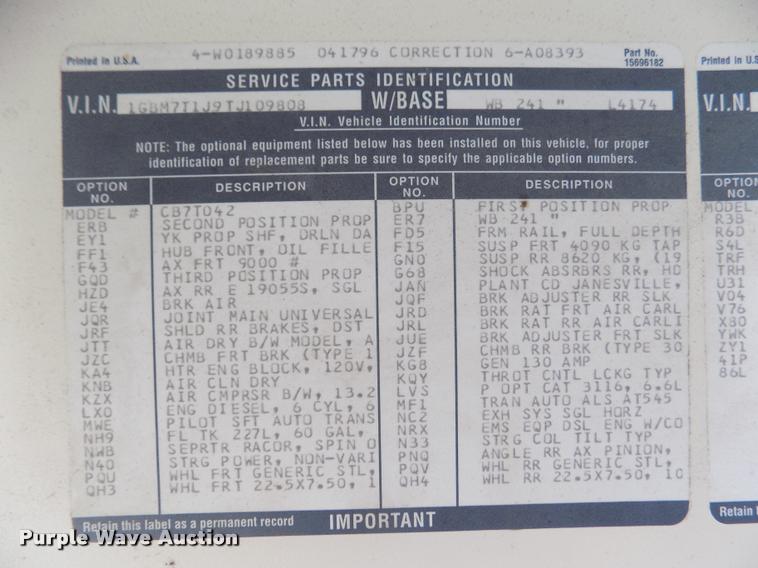 Printed in U.S.A.
4-W0189885 041796 CORRECTION 6-A08393
Part No.
15696182
SERVICE PARTS IDENTIFICATION
V.I.N. 1GBM7T1J9TJ109808 W/BASE WB 241 " L4174
V.I.N. Vehicle Identification Number
NOTE: The optional equipment listed below has been installed on this vehicle, for proper
identification of replacement parts be sure to specify the applicable option numbers.
OPTION NO. DESCRIPTION
MODEL # CB7T042
ERB SECOND POSITION PROP
EY1 YK PROP SHF, DRLN DA
FF1 HUB FRONT, OIL FILLE
F43 AX FRT 9000 #
GQD THIRD POSITION PROP
HZD AX RR E 19055S, SGL
JE4 BRK AIR
JQR JOINT MAIN UNIVERSAL
JRF SHLD RR BRAKES, DST
JTT AIR DRY B/W MODEL, A
JZC CHMB FRT BRK (TYPE 1
KA4 HTR ENG BLOCK, 120V,
KNB AIR CLN DRY
KZX AIR CMPRSR B/W, 13.2
LX0 ENG DIESEL, 6 CYL, 6
MWE PILOT SFT AUTO TRANS
NH9 FL TK 227L, 60 GAL,
NWB SEPRTR RACOR, SPIN O
N40 STRG POWER, NON-VARI
PQU WHL FRT GENERIC STL,
QH3 WHL FRT 22.5X7.50, 1
OPTION NO. DESCRIPTION
BPU FIRST POSITION PROP
ER7 WB 241 "
FD5 FRM RAIL, FULL DEPTH
F15 SUSP FRT 4090 KG TAP
GN0 SUSP RR 8620 KG, (19
G68 SHOCK ABSRBRS RR, HD
JAN PLANT CD JANESVILLE,
JQF BRK ADJUSTER RR SLK
JRD BRK RAT FRT AIR CARL
JRL BRK RAT RR AIR CARLI
JUE BRK ADJUSTER FRT SLK
JZF CHMB RR BRK (TYPE 30
KG8 GEN 130 AMP
KQY THROT CNTL LCKG TYP
LVS P OPT CAT 3116, 6.6L
MF1 TRAN AUTO ALS AT545
NC2 EXH SYS SGL HORZ
NRX EMS EQP DSL ENG W/CO
N33 STRG COL TILT TYP
PNQ ANGLE RR AX PINION,
PQV WHL RR GENERIC STL,
QH4 WHL RR 22.5X7.50, 10
Retain this label as a permanent record IMPORTANT
Printed in U.S.
V.I.N.
OPTION
NO.
MODEL
R3B
R6D
S4L
TRF
TRH
U31
V04
V76
X80
YWK
ZY1
41P
86L
Retain
Purple Wave Auction